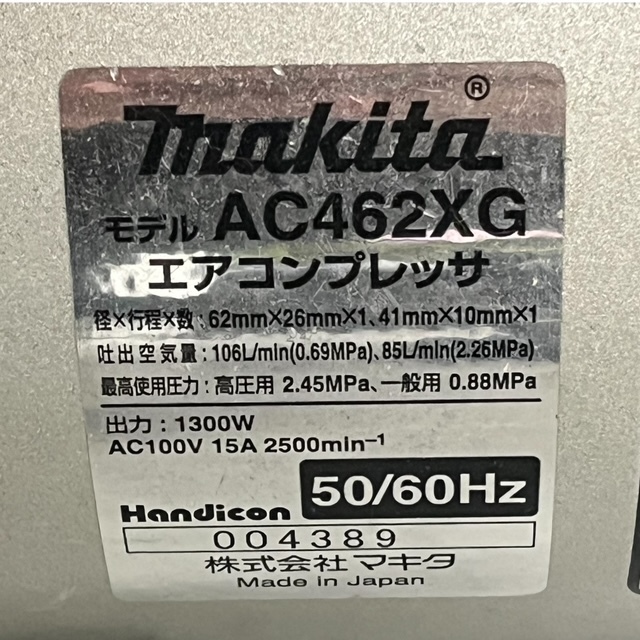 makita®
モデル AC462XG
エアコンプレッサ
径×行程×数:62mm×26mm×1、41mm×10mm×1
吐出空気量:106L/min(0.69MPa)、85L/min(2.26MPa)
最高使用圧力:高圧用 2.45MPa、一般用 0.88MPa
出力:1300W
AC100V 15A 2500min⁻¹
50/60Hz
Handicon
004389
株式会社 マキタ
Made in Japan